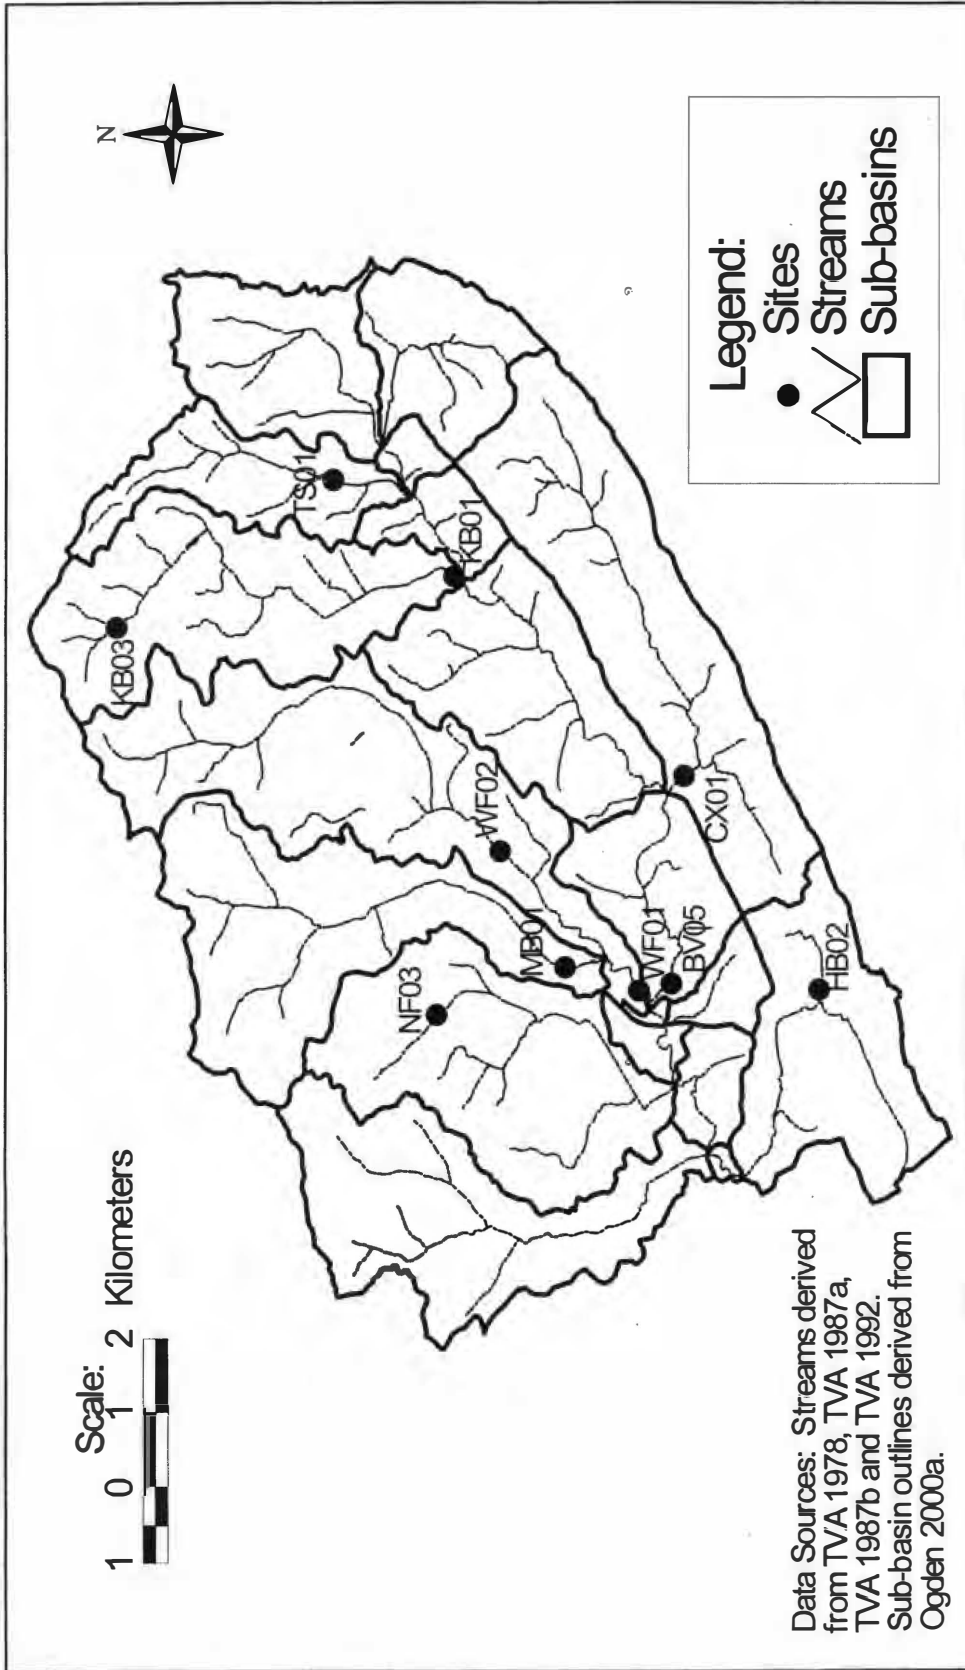 Scale:
1 0 1 2 Kilometers
N
KB03
TS01
KB01
WF02
NF03
MB01
WF01
BV05
CX01
HB02
Legend:
Sites
Streams
Sub-basins
Data Sources: Streams derived
from TVA 1978, TVA 1987a,
TVA 1987b and TVA 1992.
Sub-basin outlines derived from
Ogden 2000a.